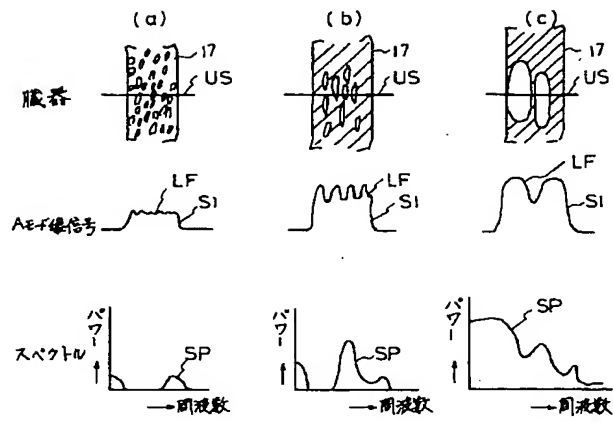 (a) (b) (c)
17 17 17
US US US
臓器
LF LF LF
S1 S1 S1
Aモード像信号
パワー パワー パワー
SP SP SP
スペクトル
周波数 周波数 周波数